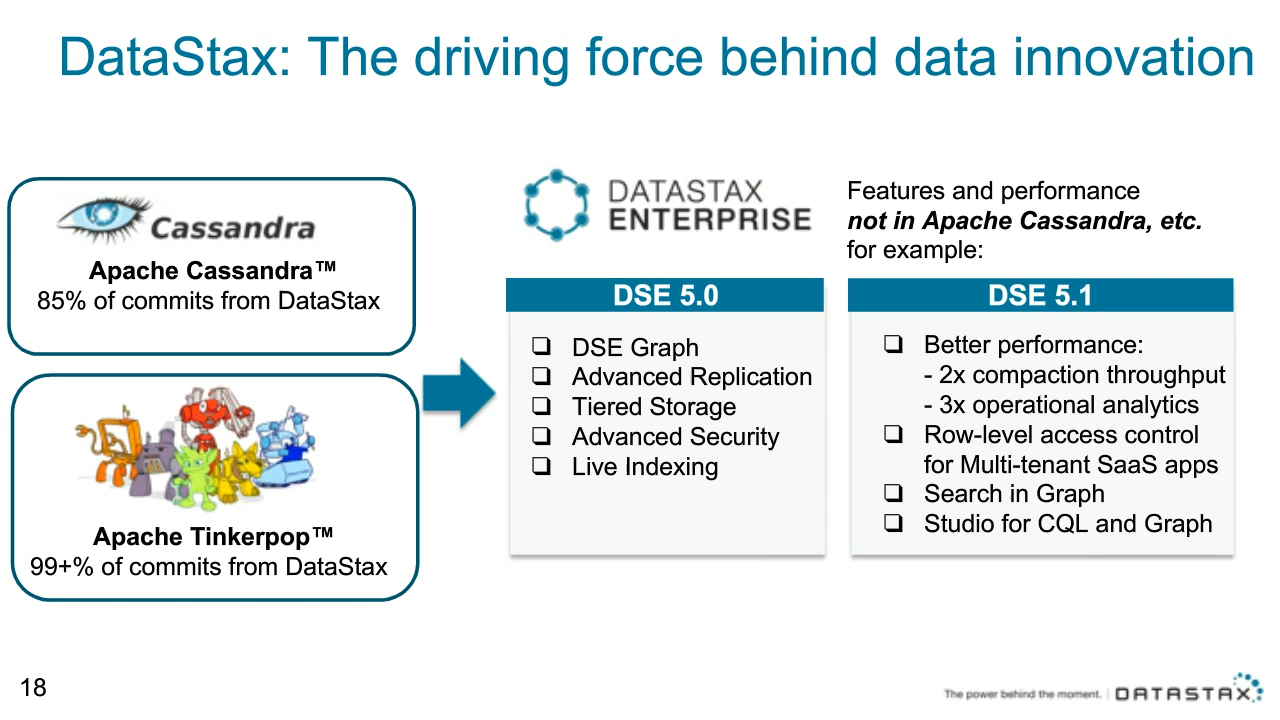 DataStax: The driving force behind data innovation
Cassandra
Apache Cassandra™
85% of commits from DataStax
Apache Tinkerpop™
99+% of commits from DataStax
DATASTAX
ENTERPRISE
Features and performance
not in Apache Cassandra, etc.
for example:
DSE 5.0
❏ DSE Graph
❏ Advanced Replication
❏ Tiered Storage
❏ Advanced Security
❏ Live Indexing
DSE 5.1
❏ Better performance:
- 2x compaction throughput
- 3x operational analytics
❏ Row-level access control
for Multi-tenant SaaS apps
❏ Search in Graph
❏ Studio for CQL and Graph
18
The power behind the moment. | DATASTAX